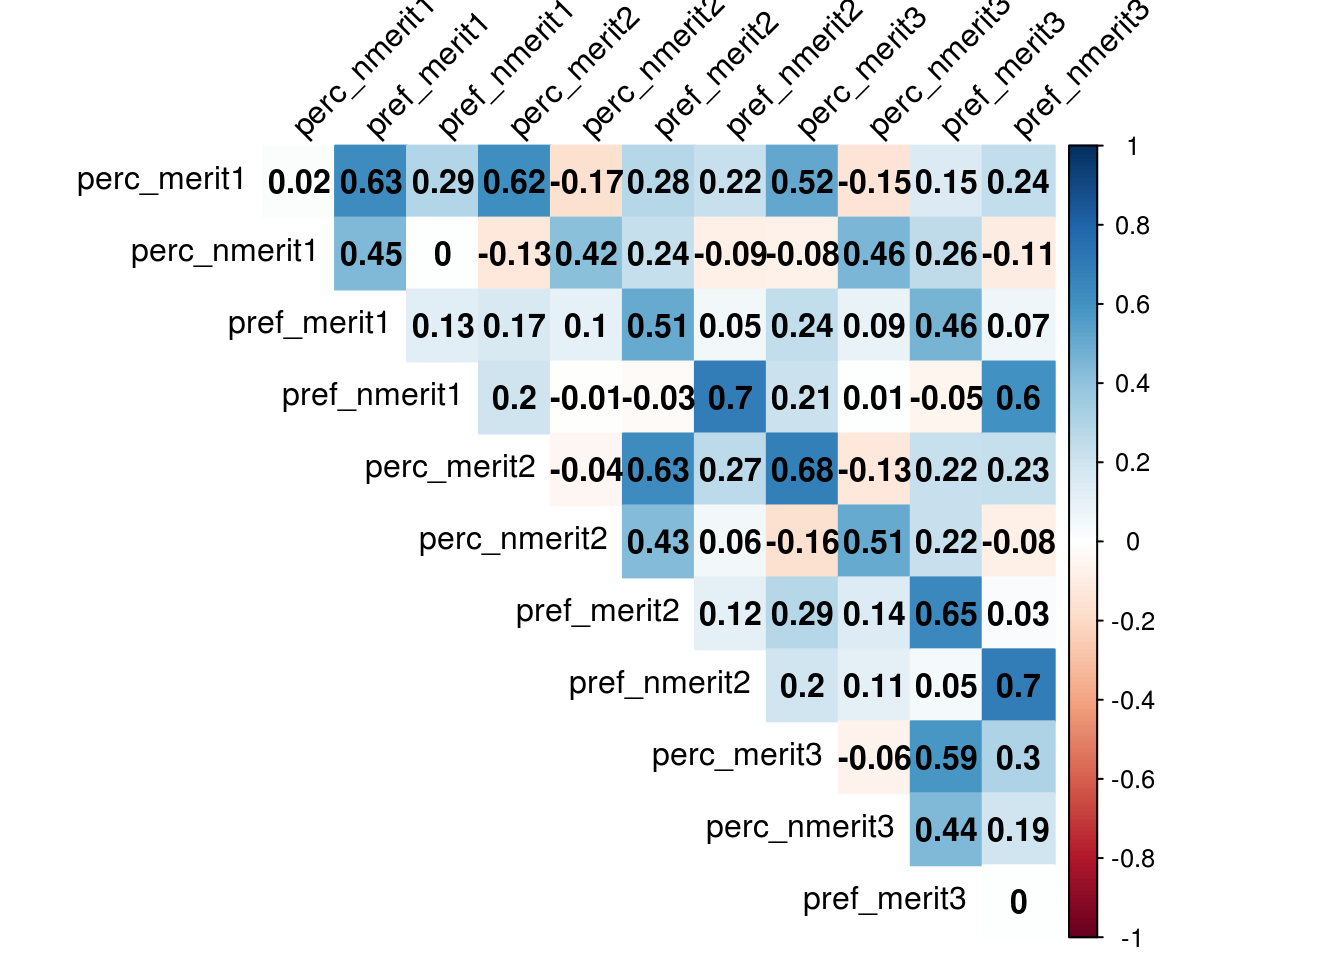 perc_nmerit1 pref_merit1 pref_nmerit1 perc_merit2 perc_nmerit2 pref_merit2 pref_nmerit2 perc_merit3 perc_nmerit3 pref_merit3 pref_nmerit3
perc_merit1 0.02 0.63 0.29 0.62 -0.17 0.28 0.22 0.52 -0.15 0.15 0.24
perc_nmerit1 0.45 0 -0.13 0.42 0.24 -0.09 -0.08 0.46 0.26 -0.11
pref_merit1 0.13 0.17 0.1 0.51 0.05 0.24 0.09 0.46 0.07
pref_nmerit1 0.2 -0.01 -0.03 0.7 0.21 0.01 -0.05 0.6
perc_merit2 -0.04 0.63 0.27 0.68 -0.13 0.22 0.23
perc_nmerit2 0.43 0.06 -0.16 0.51 0.22 -0.08
pref_merit2 0.12 0.29 0.14 0.65 0.03
pref_nmerit2 0.2 0.11 0.05 0.7
perc_merit3 -0.06 0.59 0.3
perc_nmerit3 0.44 0.19
pref_merit3 0
1
0.8
0.6
0.4
0.2
0
-0.2
-0.4
-0.6
-0.8
-1